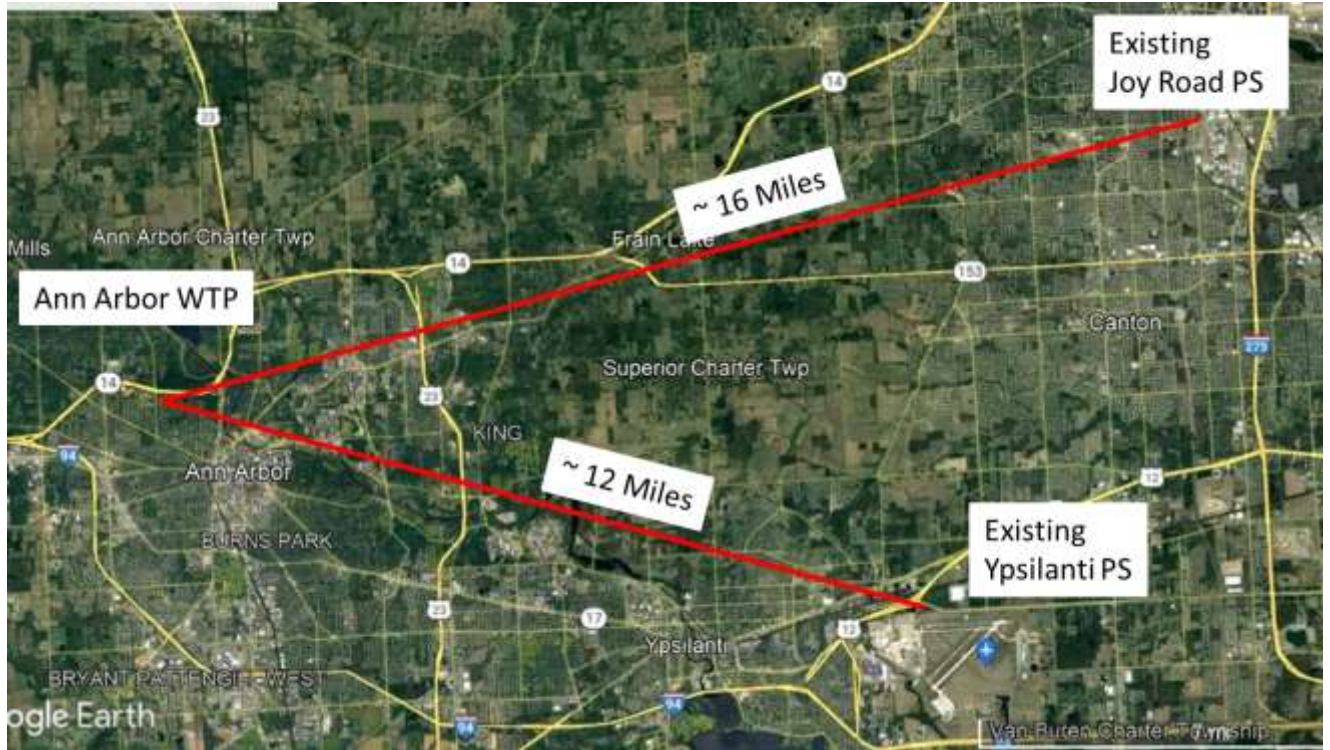 Existing
Joy Road PS
14
23
~ 16 Miles
Mills
Ann Arbor Charter Twp
Frain Lake
14
153
Ann Arbor WTP
Canton
275
14
Superior Charter Twp
23
94
KING
Ann Arbor
~ 12 Miles
12
BURNS PARK
Existing
Ypsilanti PS
23
17
12
Ypsilanti
BRYANT PATTENGILL WEST
ogle Earth
94
94
Van Buren Charter Township